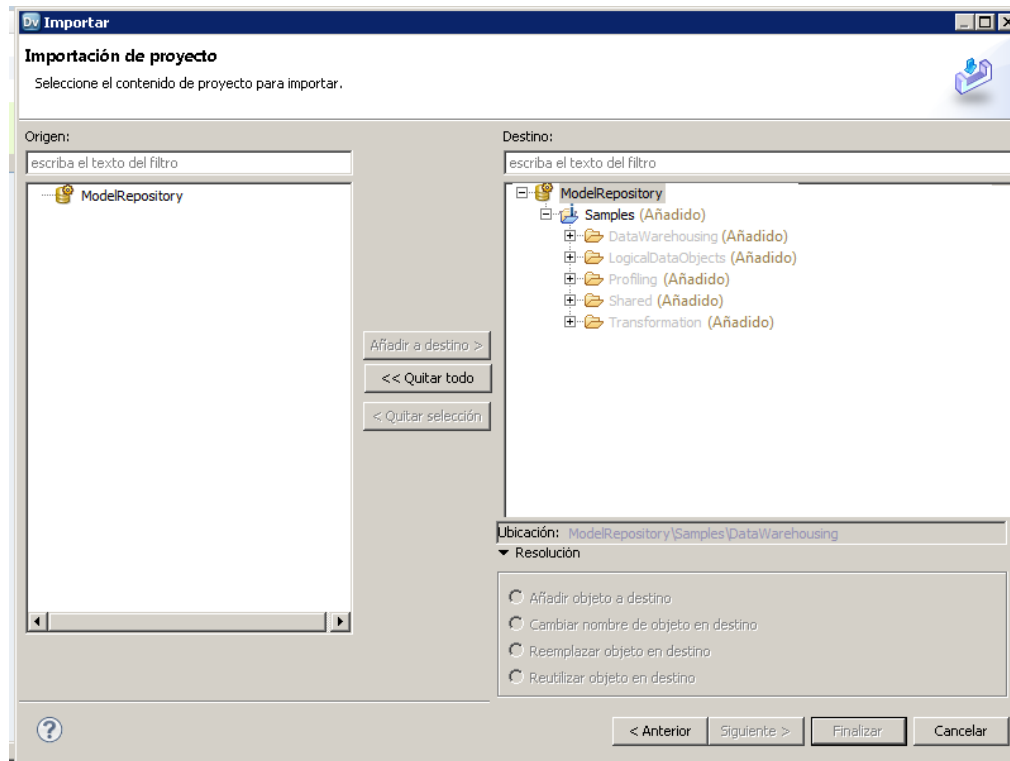 Dv Importar
Importación de proyecto
Seleccione el contenido de proyecto para importar.
Origen:
escriba el texto del filtro
ModelRepository
Añadir a destino >
<< Quitar todo
< Quitar selección
Destino:
escriba el texto del filtro
ModelRepository
Samples (Añadido)
DataWarehousing (Añadido)
LogicalDataObjects (Añadido)
Profiling (Añadido)
Shared (Añadido)
Transformation (Añadido)
Ubicación: ModelRepository\Samples\DataWarehousing
Resolución
Añadir objeto a destino
Cambiar nombre de objeto en destino
Reemplazar objeto en destino
Reutilizar objeto en destino
?
< Anterior
Siguiente >
Finalizar
Cancelar